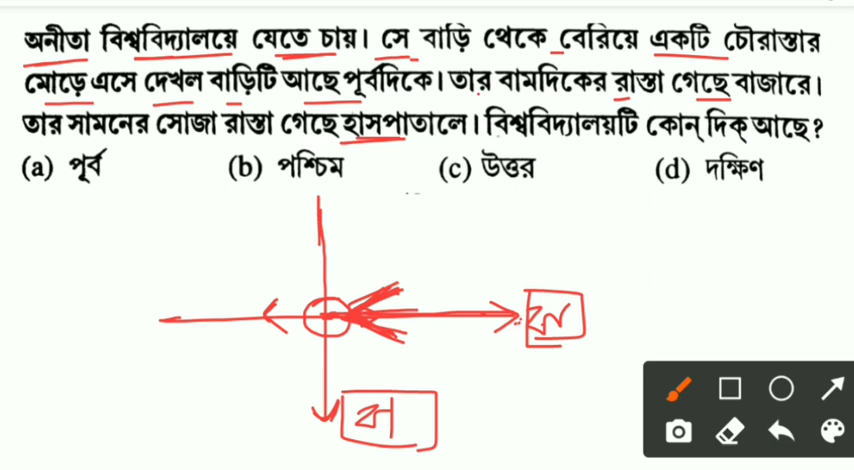 অনীতা বিশ্ববিদ্যালয়ে যেতে চায়। সে বাড়ি থেকে বেরিয়ে একটি চৌরাস্তার
মোড়ে এসে দেখল বাড়িটি আছে পূর্বদিকে। তার বামদিকের রাস্তা গেছে বাজারে।
তার সামনের সোজা রাস্তা গেছে হাসপাতালে। বিশ্ববিদ্যালয়টি কোন্ দিক্ আছে?
(a) পূর্ব (b) পশ্চিম (c) উত্তর (d) দক্ষিণ